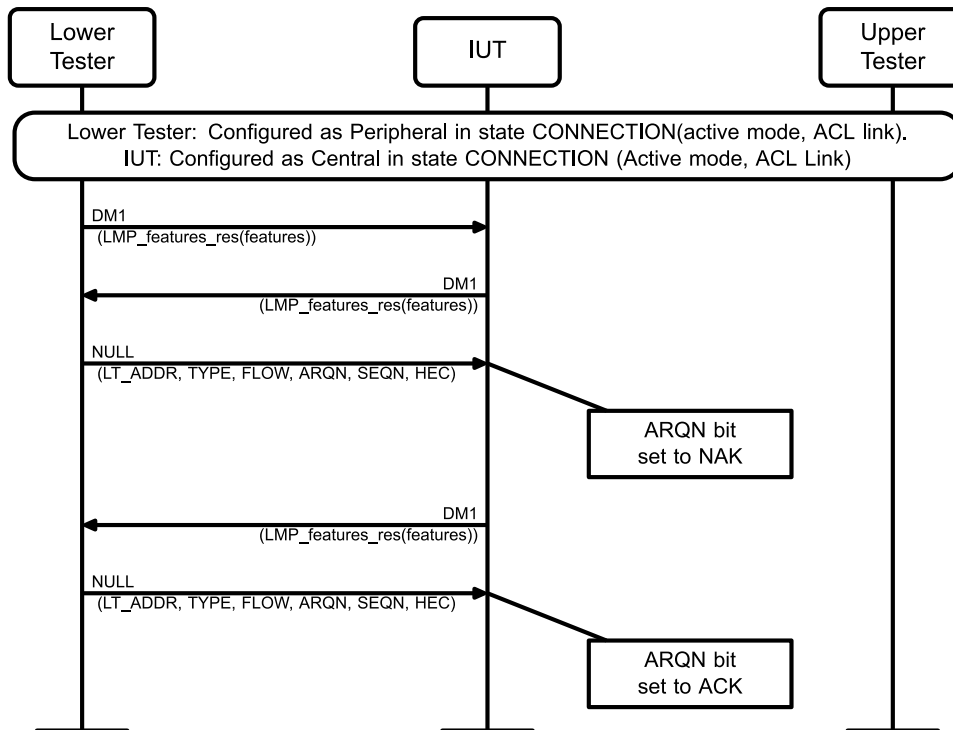 Lower
Tester
IUT
Upper
Tester
Lower Tester: Configured as Peripheral in state CONNECTION(active mode, ACL link).
IUT: Configured as Central in state CONNECTION (Active mode, ACL Link)
DM1
(LMP_features_res(features))
DM1
(LMP_features_res(features))
NULL
(LT_ADDR, TYPE, FLOW, ARQN, SEQN, HEC)
ARQN bit
set to NAK
DM1
(LMP_features_res(features))
NULL
(LT_ADDR, TYPE, FLOW, ARQN, SEQN, HEC)
ARQN bit
set to ACK